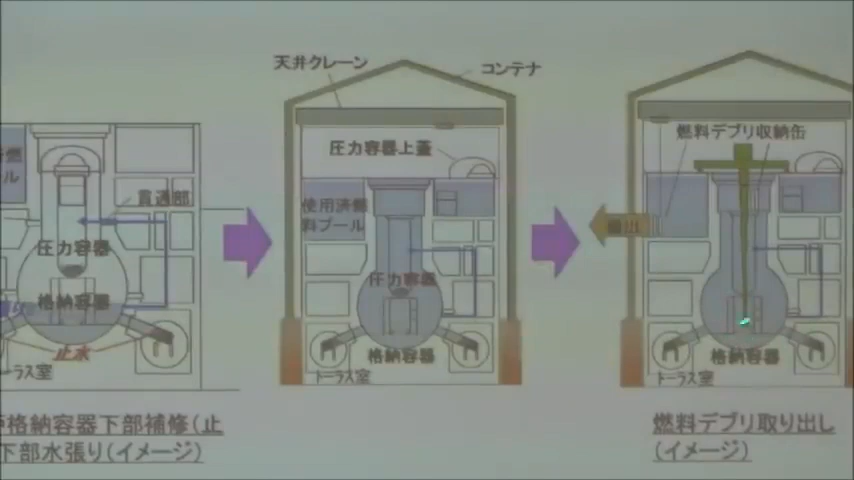 貫通部
圧力容器
格納容器
止水
ラス室
格納容器下部補修(止
下部水張り(イメージ)
天井クレーン
コンテナ
圧力容器上蓋
使用済燃
料プール
圧力容器
格納容器
トーラス室
燃料デブリ収納缶
搬出
格納容器
トーラス室
燃料デブリ取り出し
(イメージ)